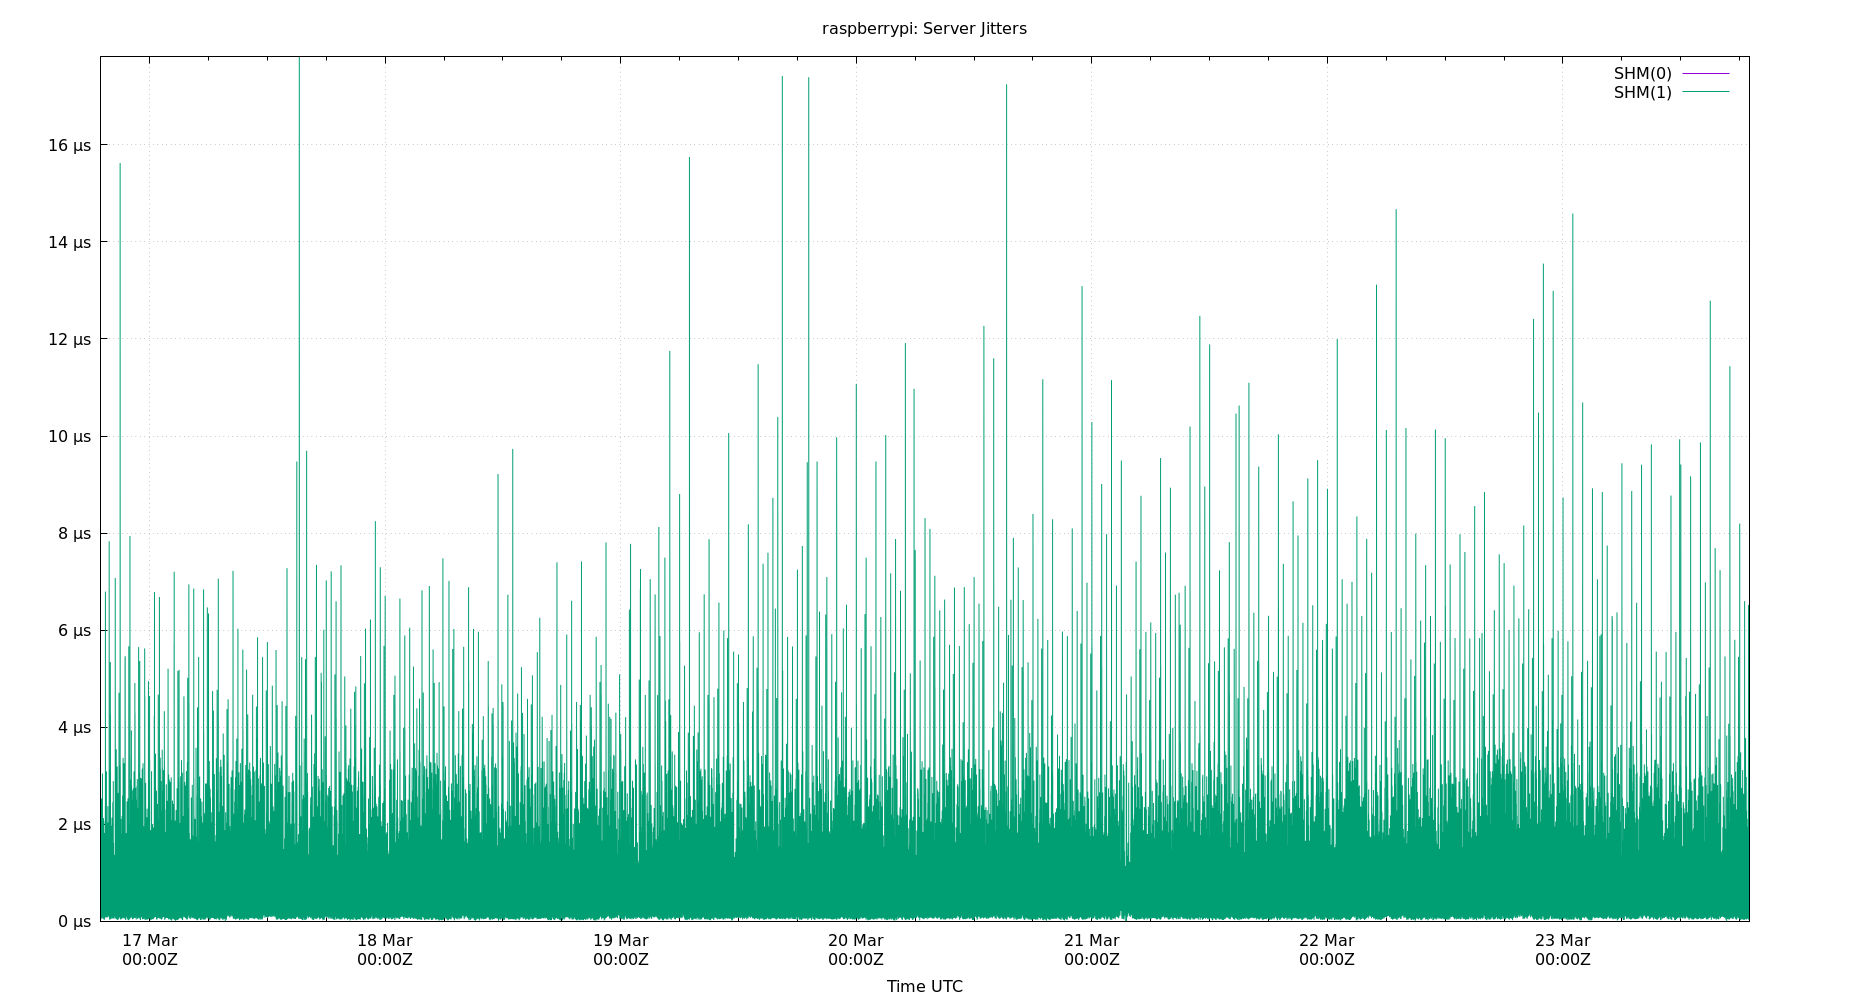 raspberrypi: Server Jitters
SHM(0)
SHM(1)
16 µs
14 µs
12 µs
10 µs
8 µs
6 µs
4 µs
2 µs
0 µs
17 Mar 18 Mar 19 Mar 20 Mar 21 Mar 22 Mar 23 Mar
00:00Z 00:00Z 00:00Z 00:00Z 00:00Z 00:00Z 00:00Z
Time UTC